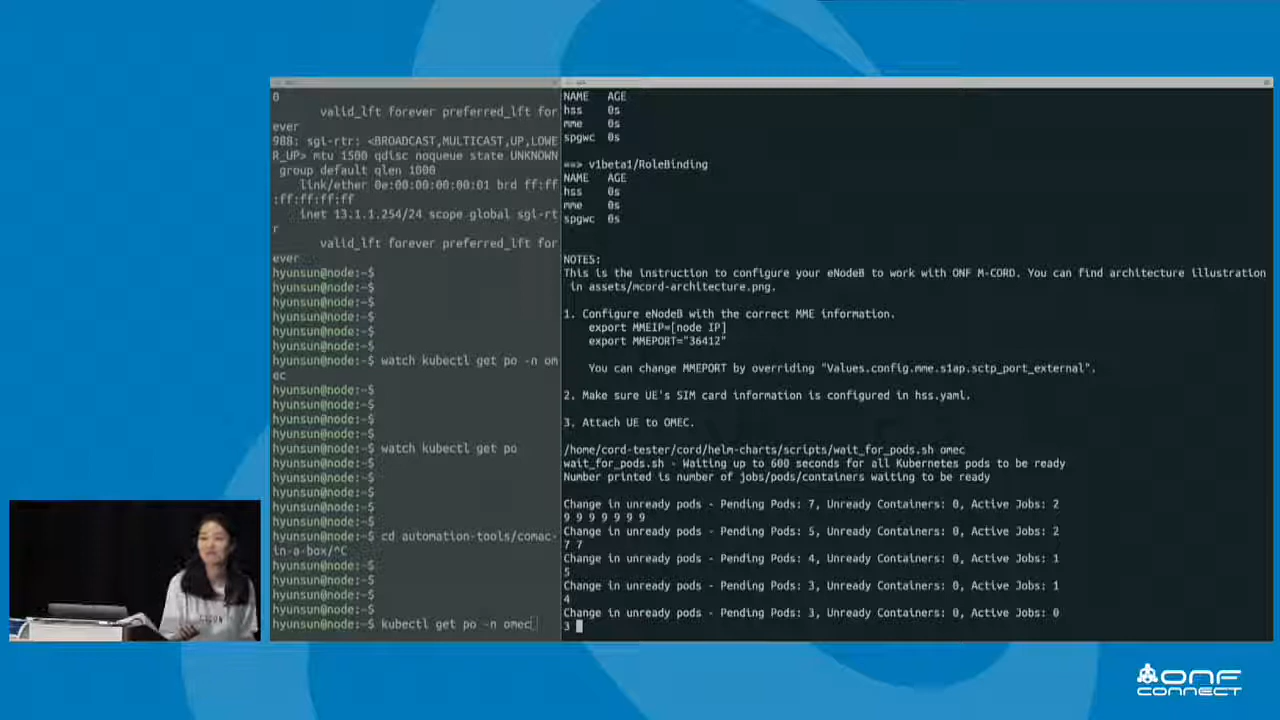 0
valid_lft forever preferred_lft for
ever
988: sgi-rtr: <BROADCAST,MULTICAST,UP,LOWE
R_UP> mtu 1500 qdisc noqueue state UNKNOWN
group default qlen 1000
link/ether 0e:00:00:00:00:01 brd ff:ff
:ff:ff:ff:ff
inet 13.1.1.254/24 scope global sgi-rt
r
valid_lft forever preferred_lft for
ever
hyunsun@node:~$
hyunsun@node:~$
hyunsun@node:~$
hyunsun@node:~$
hyunsun@node:~$
hyunsun@node:~$
hyunsun@node:~$ watch kubectl get po -n om
ec
hyunsun@node:~$
hyunsun@node:~$
hyunsun@node:~$
hyunsun@node:~$
hyunsun@node:~$ watch kubectl get po
hyunsun@node:~$
hyunsun@node:~$
hyunsun@node:~$
hyunsun@node:~$
hyunsun@node:~$
hyunsun@node:~$ cd automation-tools/comac-
in-a-box/^C
hyunsun@node:~$
hyunsun@node:~$
hyunsun@node:~$
hyunsun@node:~$
hyunsun@node:~$ kubectl get po -n omec
NAME AGE
hss 0s
mme 0s
spgwc 0s
==> v1beta1/RoleBinding
NAME AGE
hss 0s
mme 0s
spgwc 0s
NOTES:
This is the instruction to configure your eNodeB to work with ONF M-CORD. You can find architecture illustration
in assets/mcord-architecture.png.
1. Configure eNodeB with the correct MME information.
export MMEIP=[node IP]
export MMEPORT="36412"
You can change MMEPORT by overriding "Values.config.mme.s1ap.sctp_port_external".
2. Make sure UE's SIM card information is configured in hss.yaml.
3. Attach UE to OMEC.
/home/cord-tester/cord/helm-charts/scripts/wait_for_pods.sh omec
wait_for_pods.sh - Waiting up to 600 seconds for all Kubernetes pods to be ready
Number printed is number of jobs/pods/containers waiting to be ready
Change in unready pods - Pending Pods: 7, Unready Containers: 0, Active Jobs: 2
9 9 9 9 9 9 9
Change in unready pods - Pending Pods: 5, Unready Containers: 0, Active Jobs: 2
7 7
Change in unready pods - Pending Pods: 4, Unready Containers: 0, Active Jobs: 1
5
Change in unready pods - Pending Pods: 3, Unready Containers: 0, Active Jobs: 1
4
Change in unready pods - Pending Pods: 3, Unready Containers: 0, Active Jobs: 0
3
ONF
CONNECT